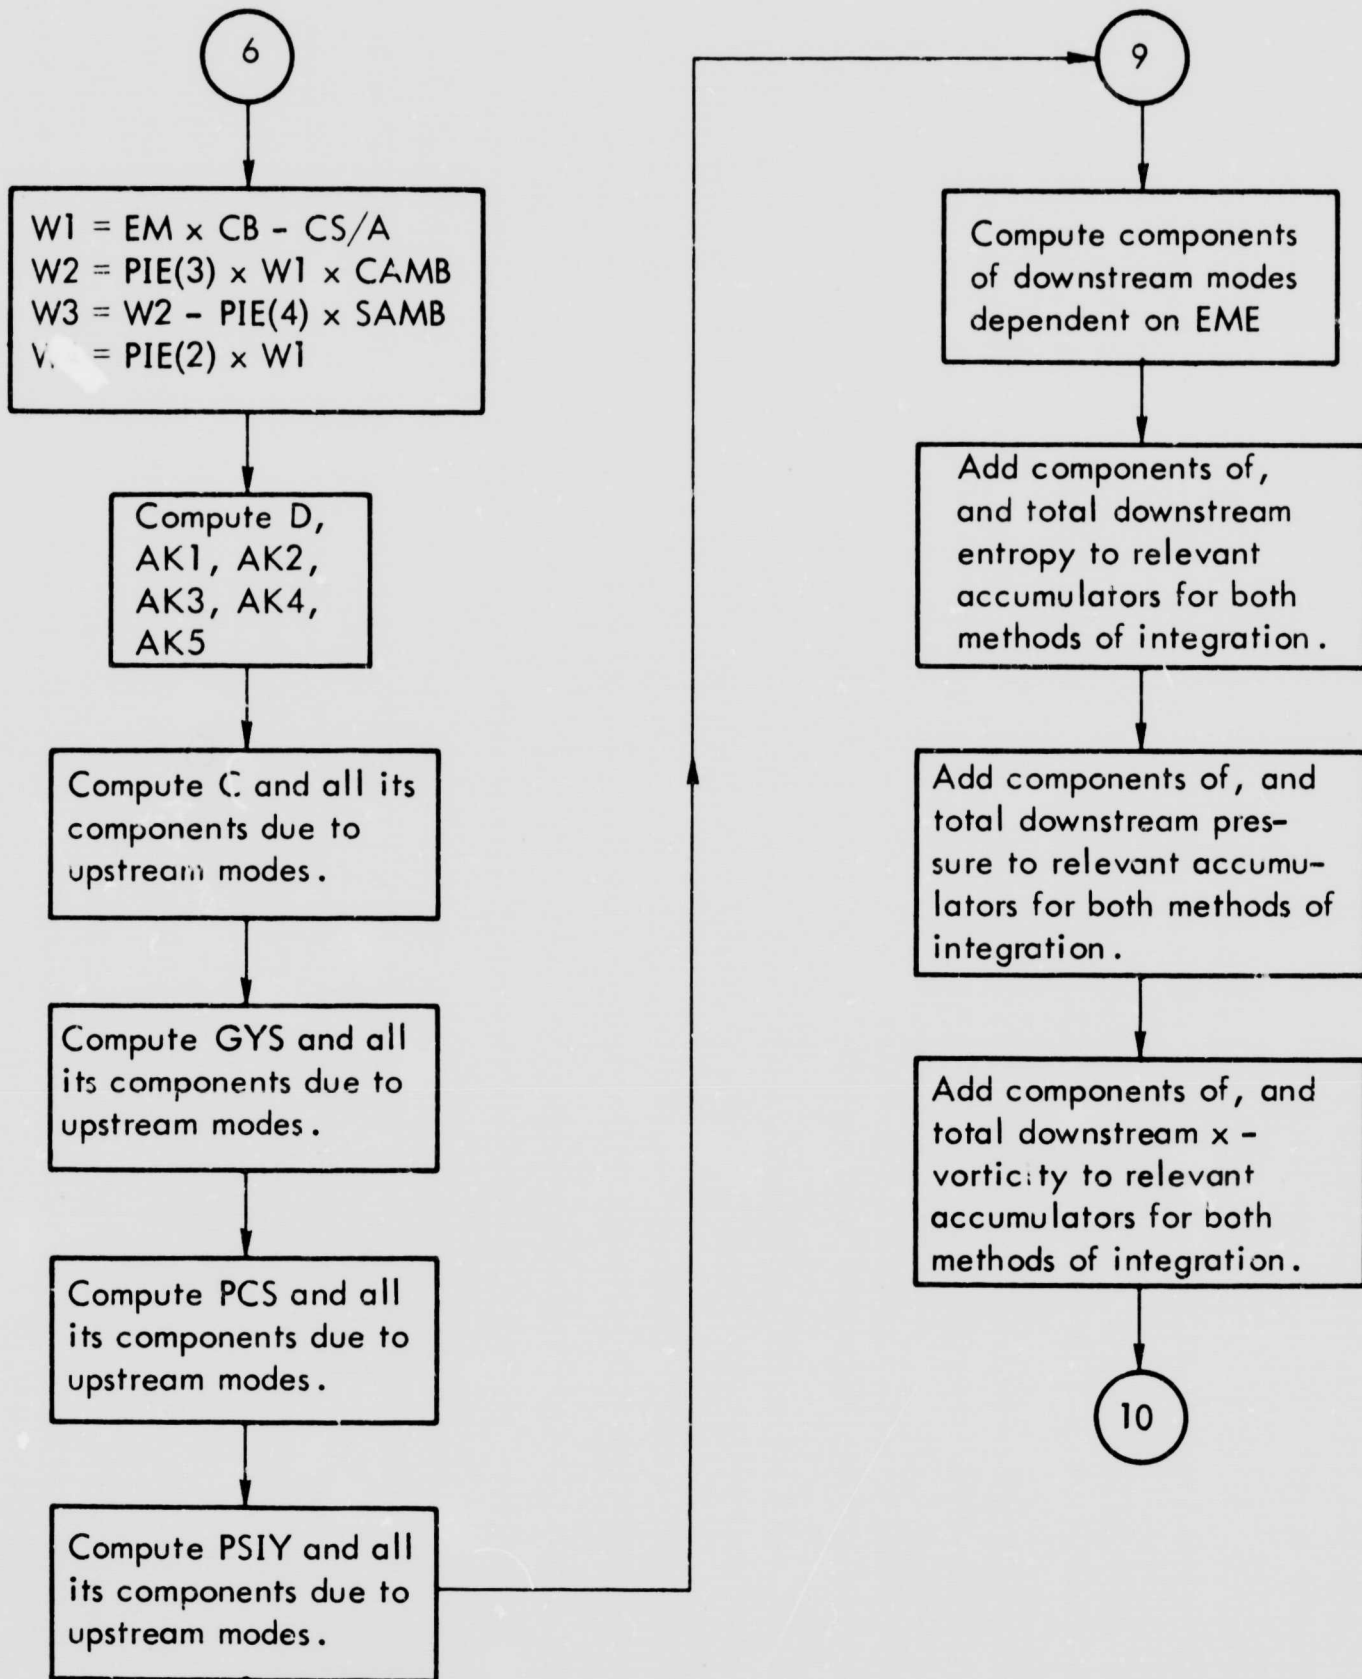 6
W1 = EM x CB - CS/A
W2 = PIE(3) x W1 x CAMB
W3 = W2 - PIE(4) x SAMB
= PIE(2) x W1
Compute D,
AK1, AK2,
AK3, AK4,
AK5
Compute C and all its
components due to
upstream modes.
Compute GYS and all
its components due to
upstream modes.
Compute PCS and all
its components due to
upstream modes.
Compute PSIY and all
its components due to
upstream modes.
9
Compute components
of downstream modes
dependent on EME
Add components of,
and total downstream
entropy to relevant
accumulators for both
methods of integration.
Add components of, and
total downstream pres-
sure to relevant accumu-
lators for both methods of
integration.
Add components of, and
total downstream x -
vorticity to relevant
accumulators for both
methods of integration.
10